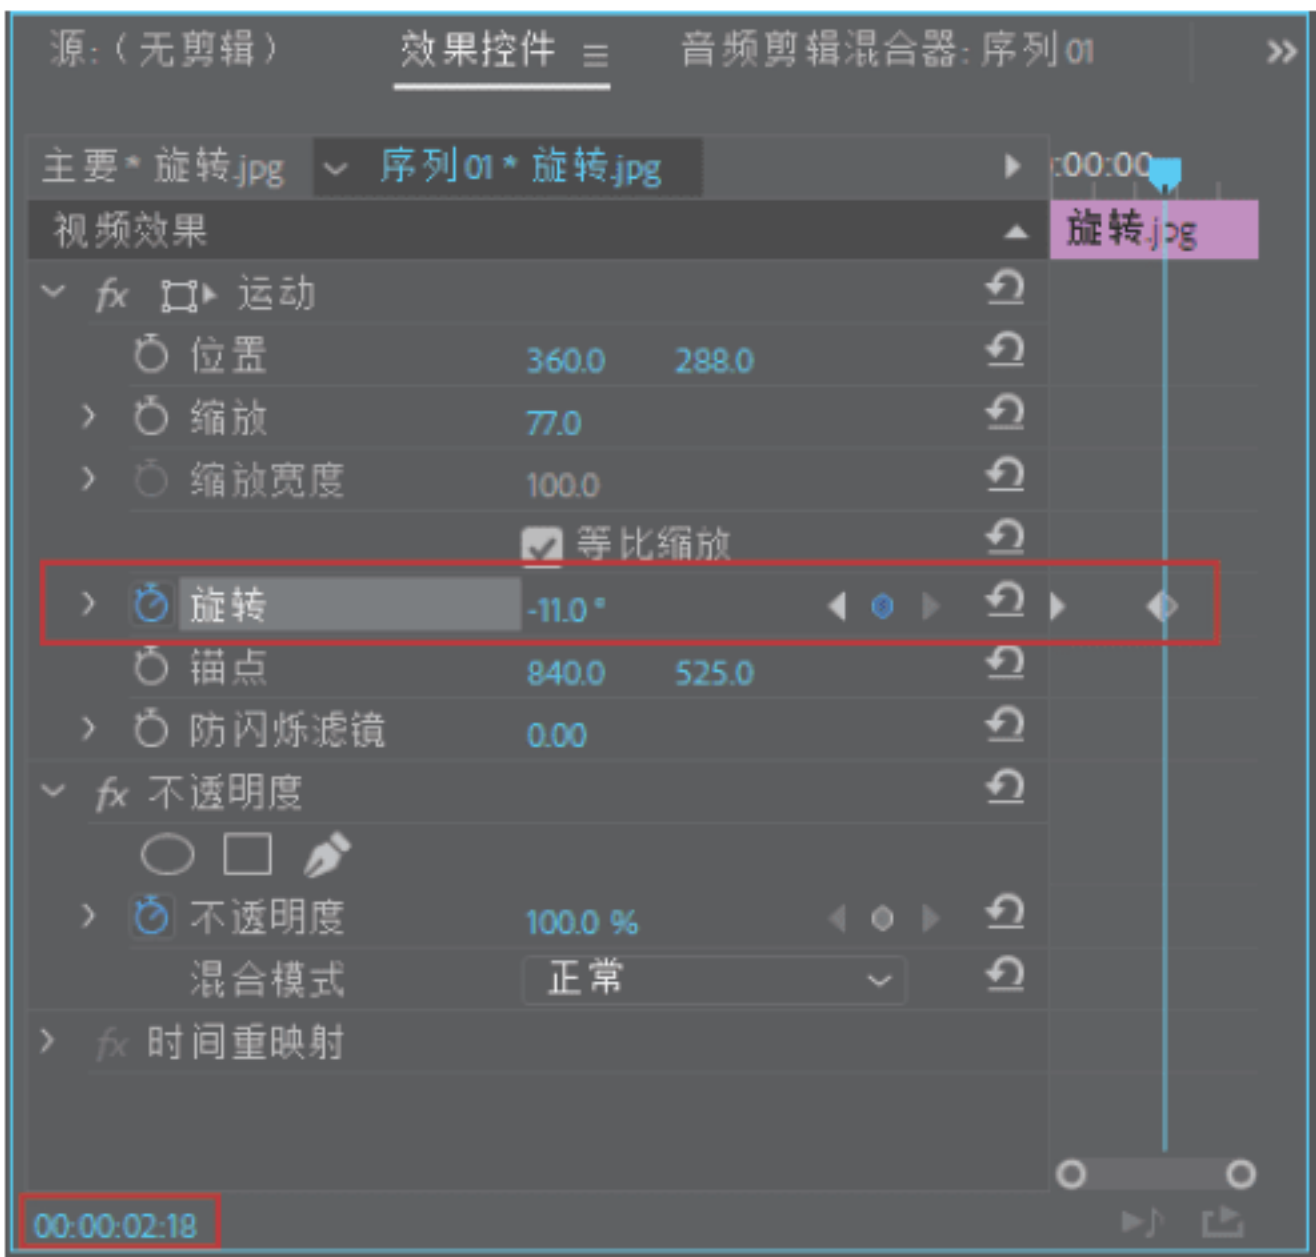 源:（无剪辑） 效果控件 音频剪辑混合器: 序列 01
主要 * 旋转.jpg 序列 01 * 旋转.jpg :00:00
视频效果 旋转.jpg
fx 运动
位置 360.0 288.0
缩放 77.0
缩放宽度 100.0
等比缩放
旋转 -11.0 °
锚点 840.0 525.0
防闪烁滤镜 0.00
fx 不透明度
不透明度 100.0 %
混合模式 正常
fx 时间重映射
00:00:02:18